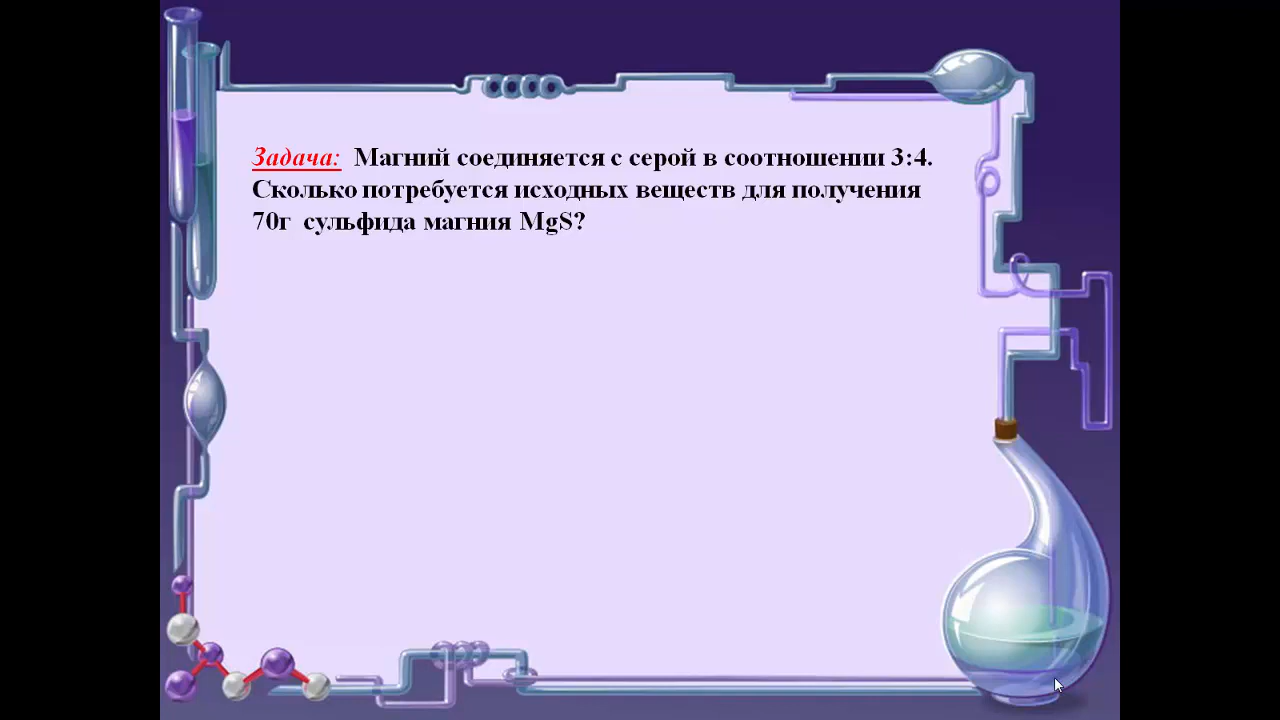 Задача: Магний соединяется с серой в соотношении 3:4.
Сколько потребуется исходных веществ для получения
70г сульфида магния MgS?